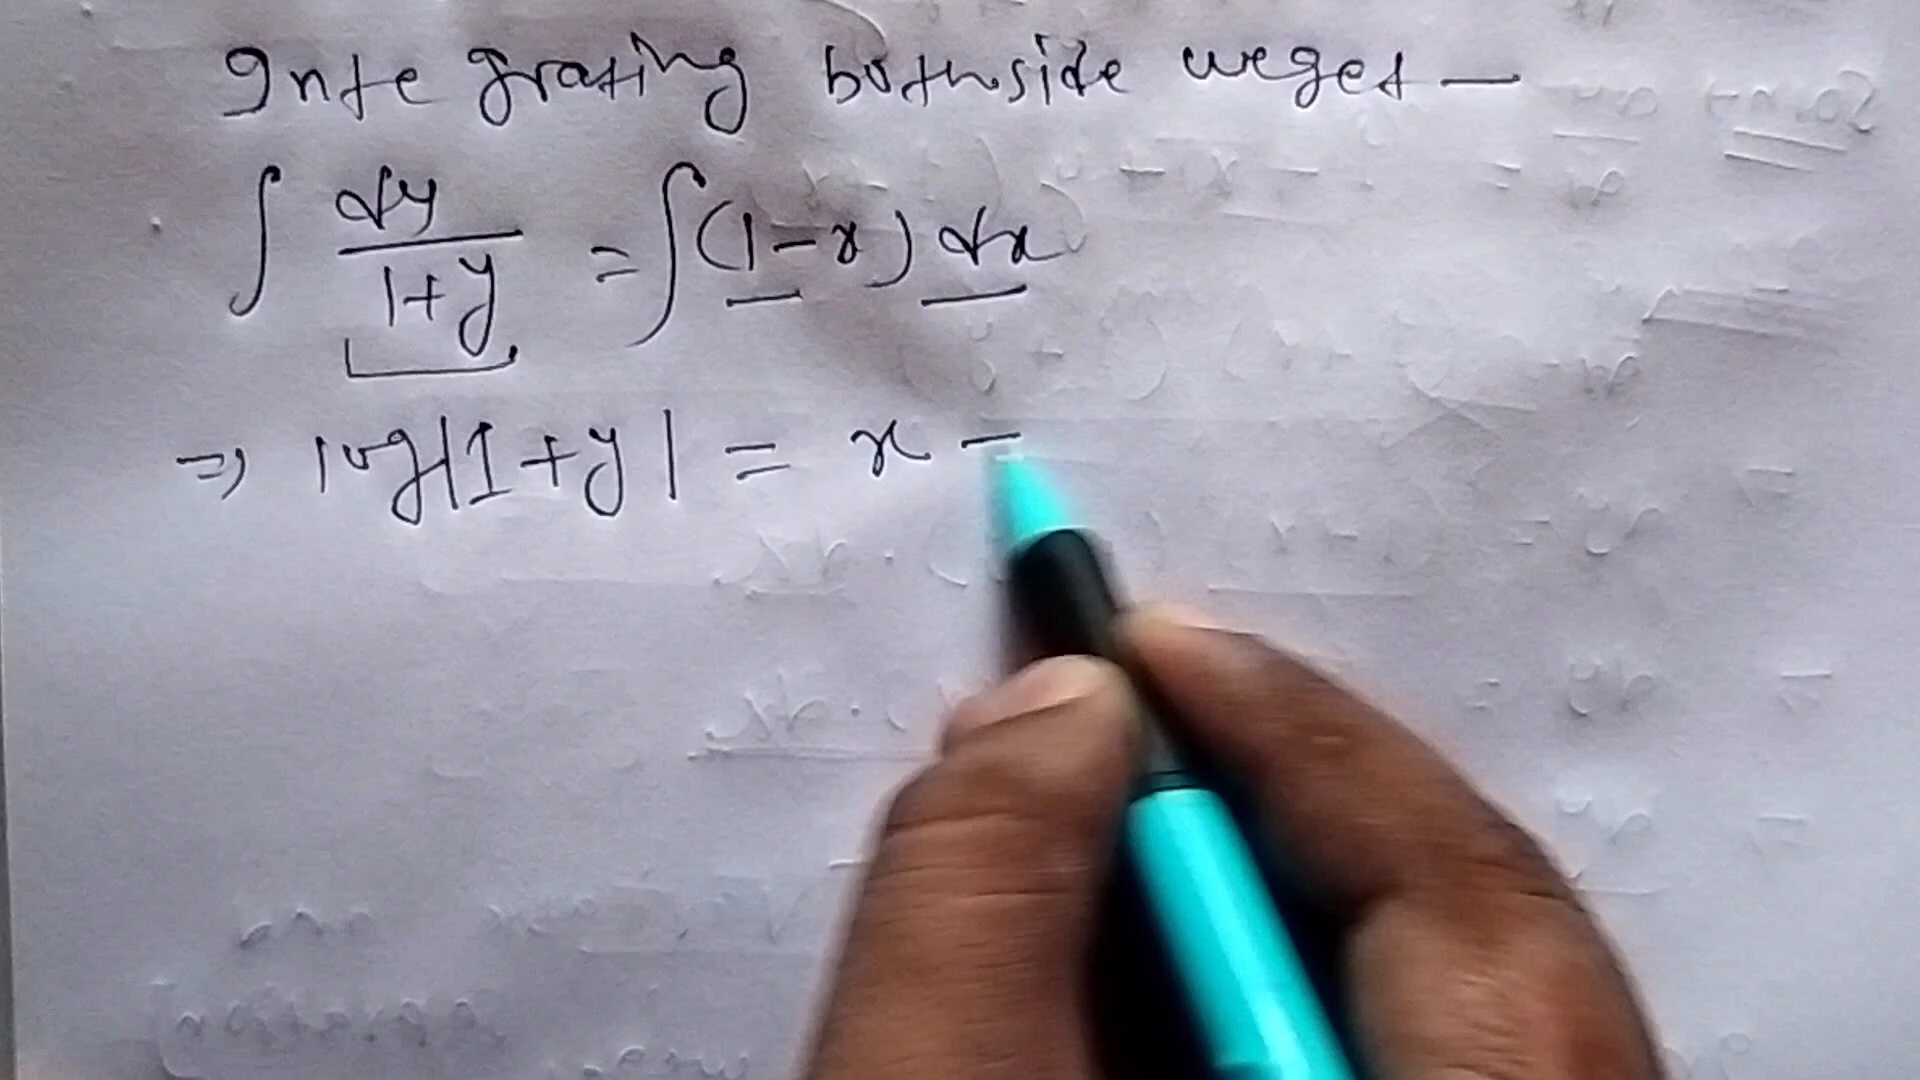 Integrating bothside weget —
∫ dy/1+y = ∫(1-x) dx
⇒ log|1+y| = x -